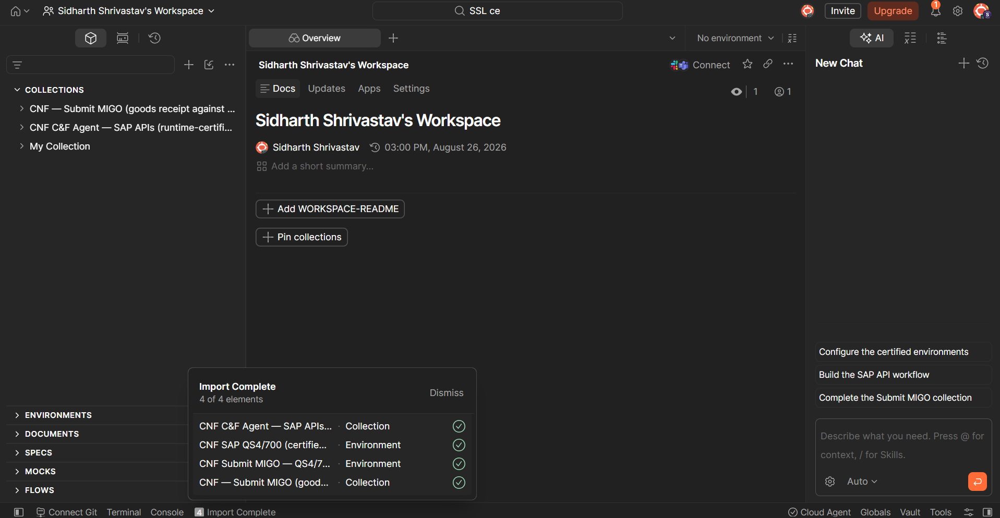 Sidharth Shrivastav's Workspace
SSL ce
Invite
Upgrade
1
S
Overview
No environment
AI
Sidharth Shrivastav's Workspace
Connect
New Chat
COLLECTIONS
CNF — Submit MIGO (goods receipt against ...
CNF C&F Agent — SAP APIs (runtime-certifi...
My Collection
Docs
Updates
Apps
Settings
1
1
Sidharth Shrivastav's Workspace
Sidharth Shrivastav
03:00 PM, August 26, 2026
Add a short summary...
Add WORKSPACE-README
Pin collections
Configure the certified environments
Build the SAP API workflow
Complete the Submit MIGO collection
Import Complete
4 of 4 elements
Dismiss
CNF C&F Agent — SAP APIs... · Collection
CNF SAP QS4/700 (certifie... · Environment
CNF Submit MIGO — QS4/7... · Environment
CNF — Submit MIGO (good... · Collection
ENVIRONMENTS
DOCUMENTS
SPECS
MOCKS
FLOWS
Describe what you need. Press @ for
context, / for Skills.
Auto
Connect Git
Terminal
Console
4 Import Complete
Cloud Agent
Globals
Vault
Tools